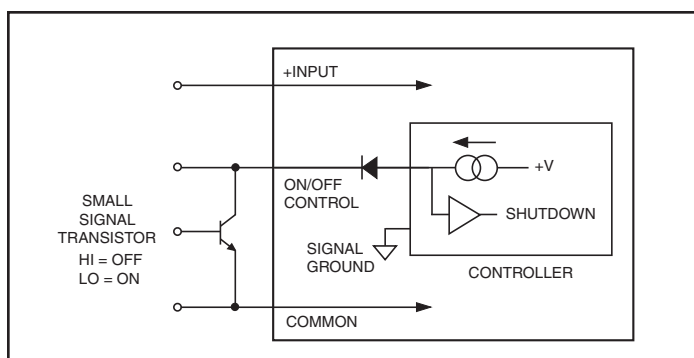 +INPUT
+V
ON/OFF
CONTROL
SHUTDOWN
SMALL
SIGNAL
TRANSISTOR
HI = OFF
LO = ON
SIGNAL
GROUND
CONTROLLER
COMMON